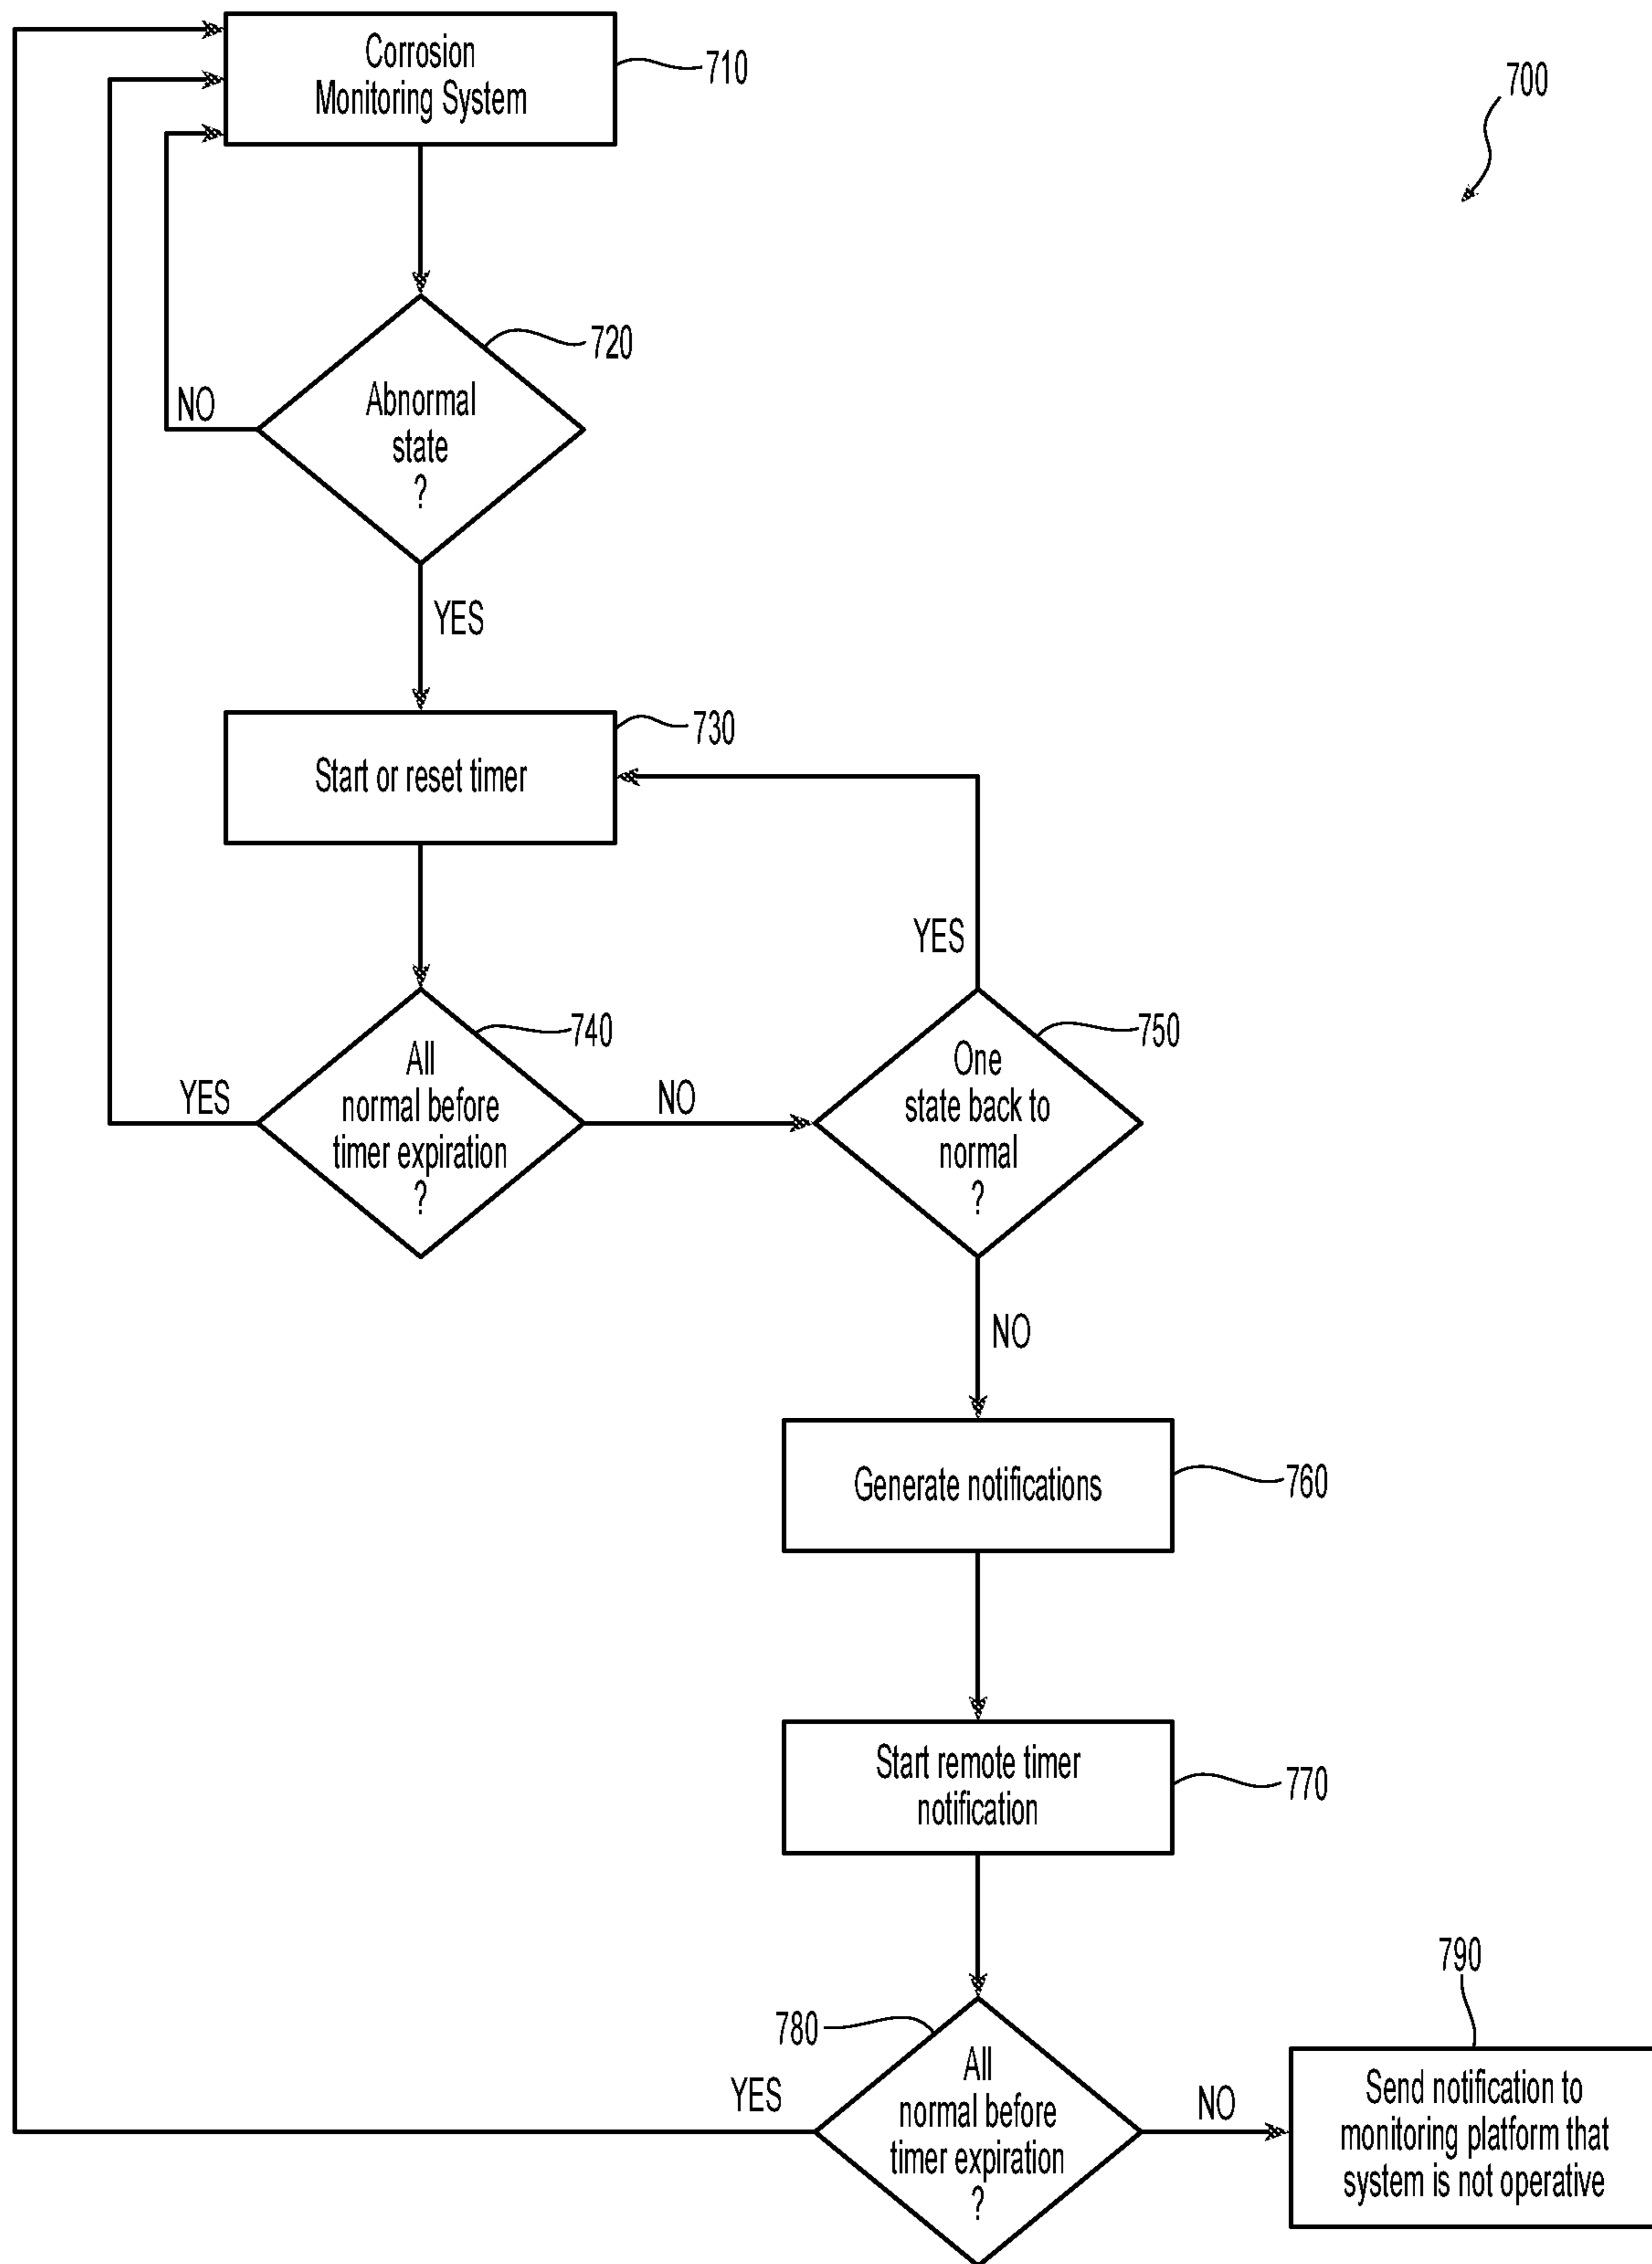 Corrosion
Monitoring System
710
700
720
Abnormal
state
?
NO
YES
730
Start or reset timer
YES
740
All
normal before
timer expiration
?
YES
NO
750
One
state back to
normal
?
NO
Generate notifications
760
Start remote timer
notification
770
780
All
normal before
timer expiration
?
YES
NO
790
Send notification to
monitoring platform that
system is not operative